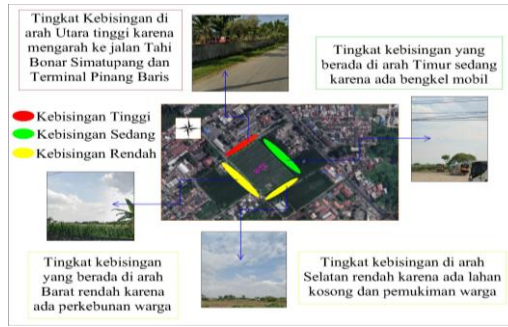 Tingkat Kebisingan di
arah Utara tinggi karena
mengarah ke jalan Tahi
Bonar Simatupang dan
Terminal Pinang Baris
Tingkat kebisingan yang
berada di arah Timur sedang
karena ada bengkel mobil
Kebisingan Tinggi
Kebisingan Sedang
Kebisingan Rendah
Tingkat kebisingan
yang berada di arah
Barat rendah karena
ada perkebunan warga
Tingkat kebisingan di arah
Selatan rendah karena ada lahan
kosong dan pemukiman warga